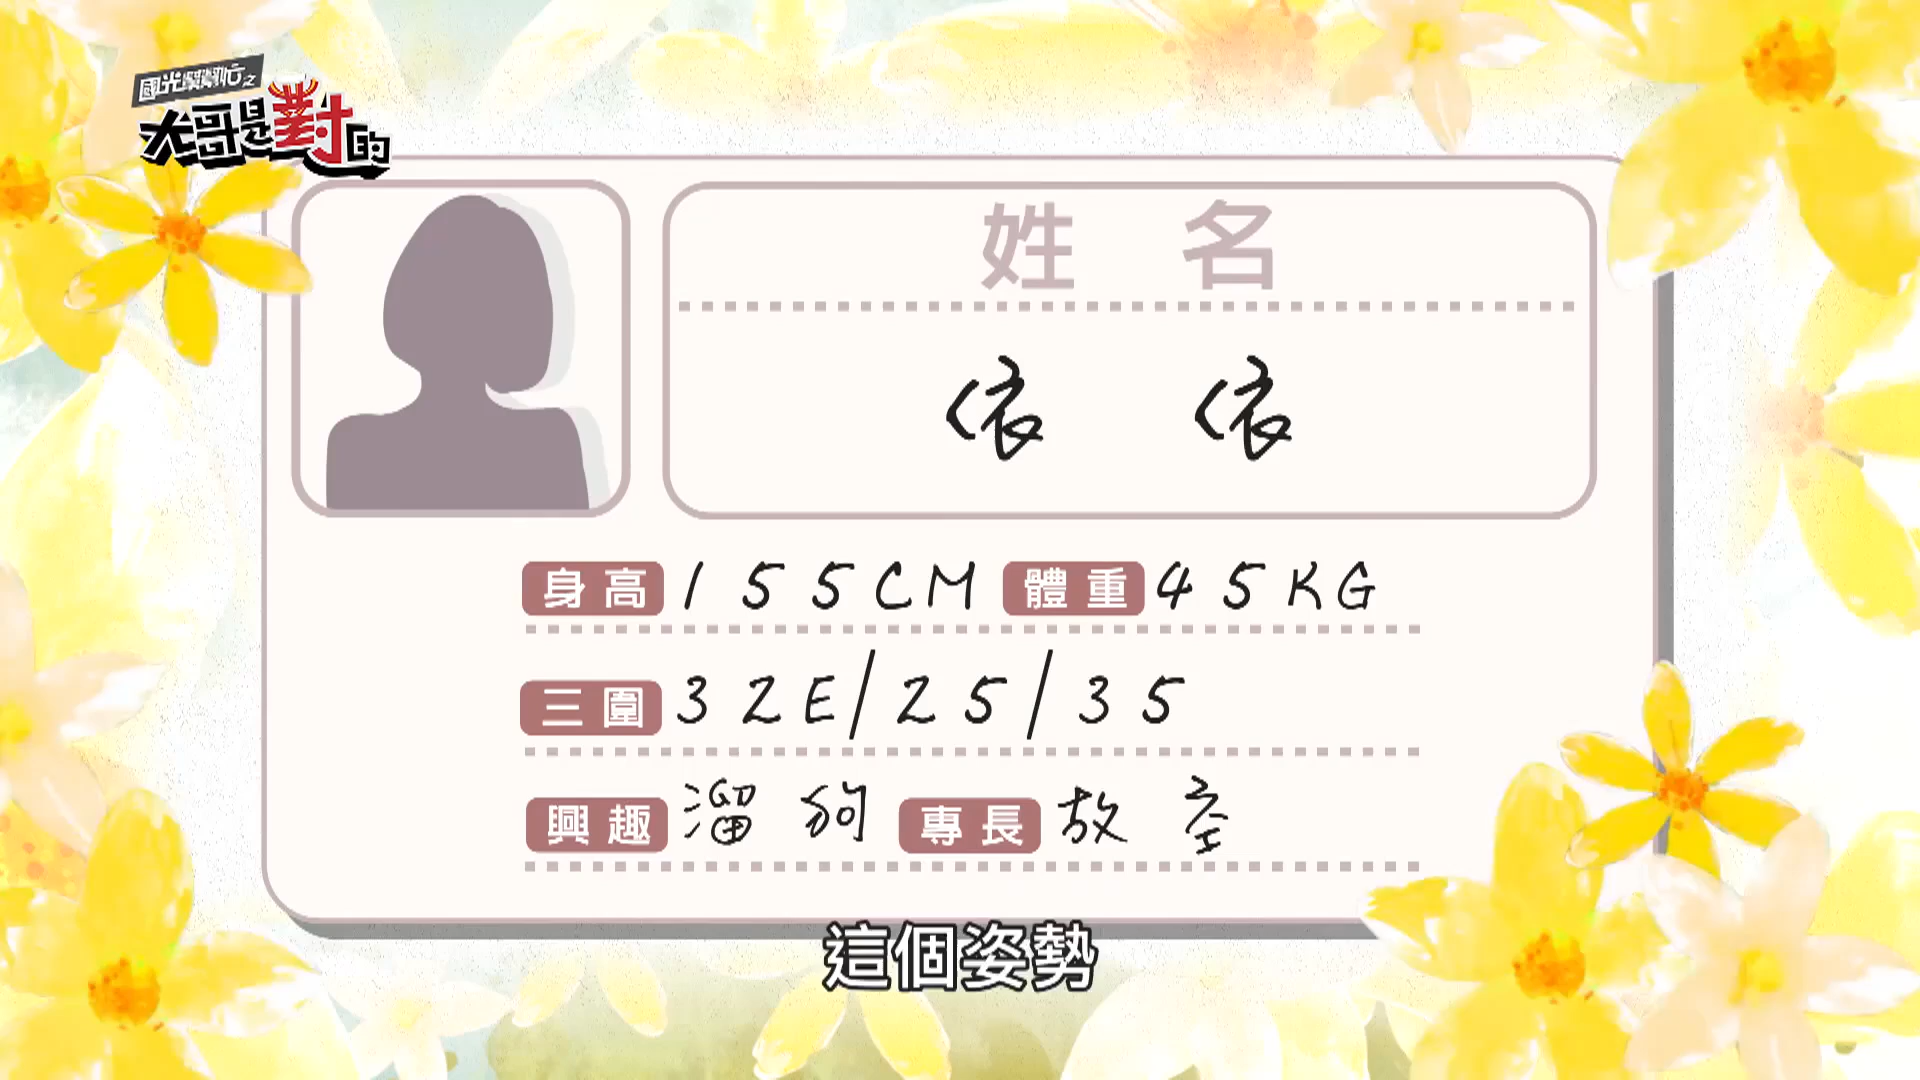 國光幫幫忙之
大哥是對的
姓名
依依
身高 155CM 體重 45KG
三圍 32E/25/35
興趣 溜狗 專長 放空
這個姿勢